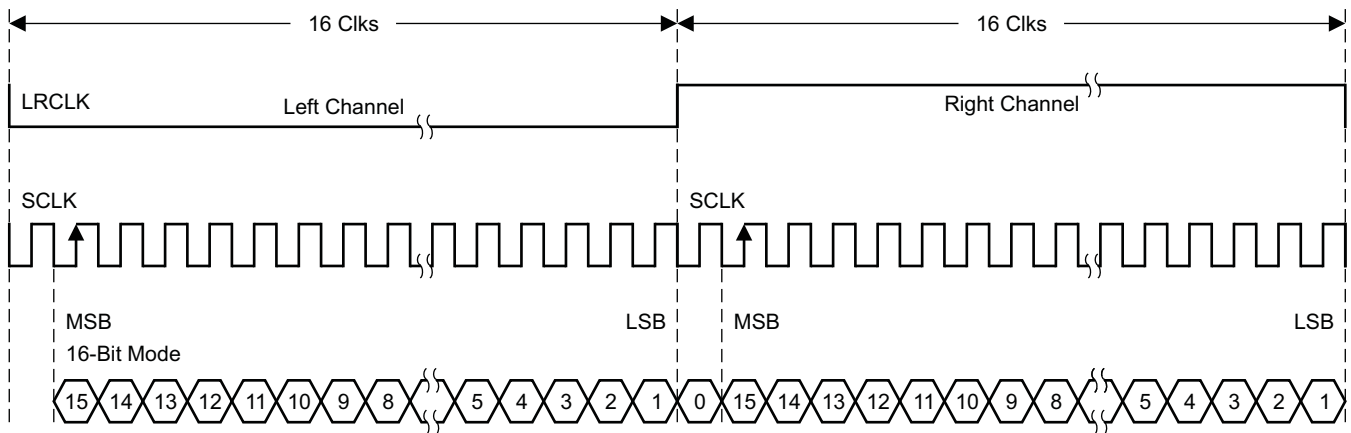 16 Clks 16 Clks
LRCLK Left Channel Right Channel
SCLK SCLK
MSB LSB MSB LSB
16-Bit Mode
15 14 13 12 11 10 9 8 5 4 3 2 1 0 15 14 13 12 11 10 9 8 5 4 3 2 1